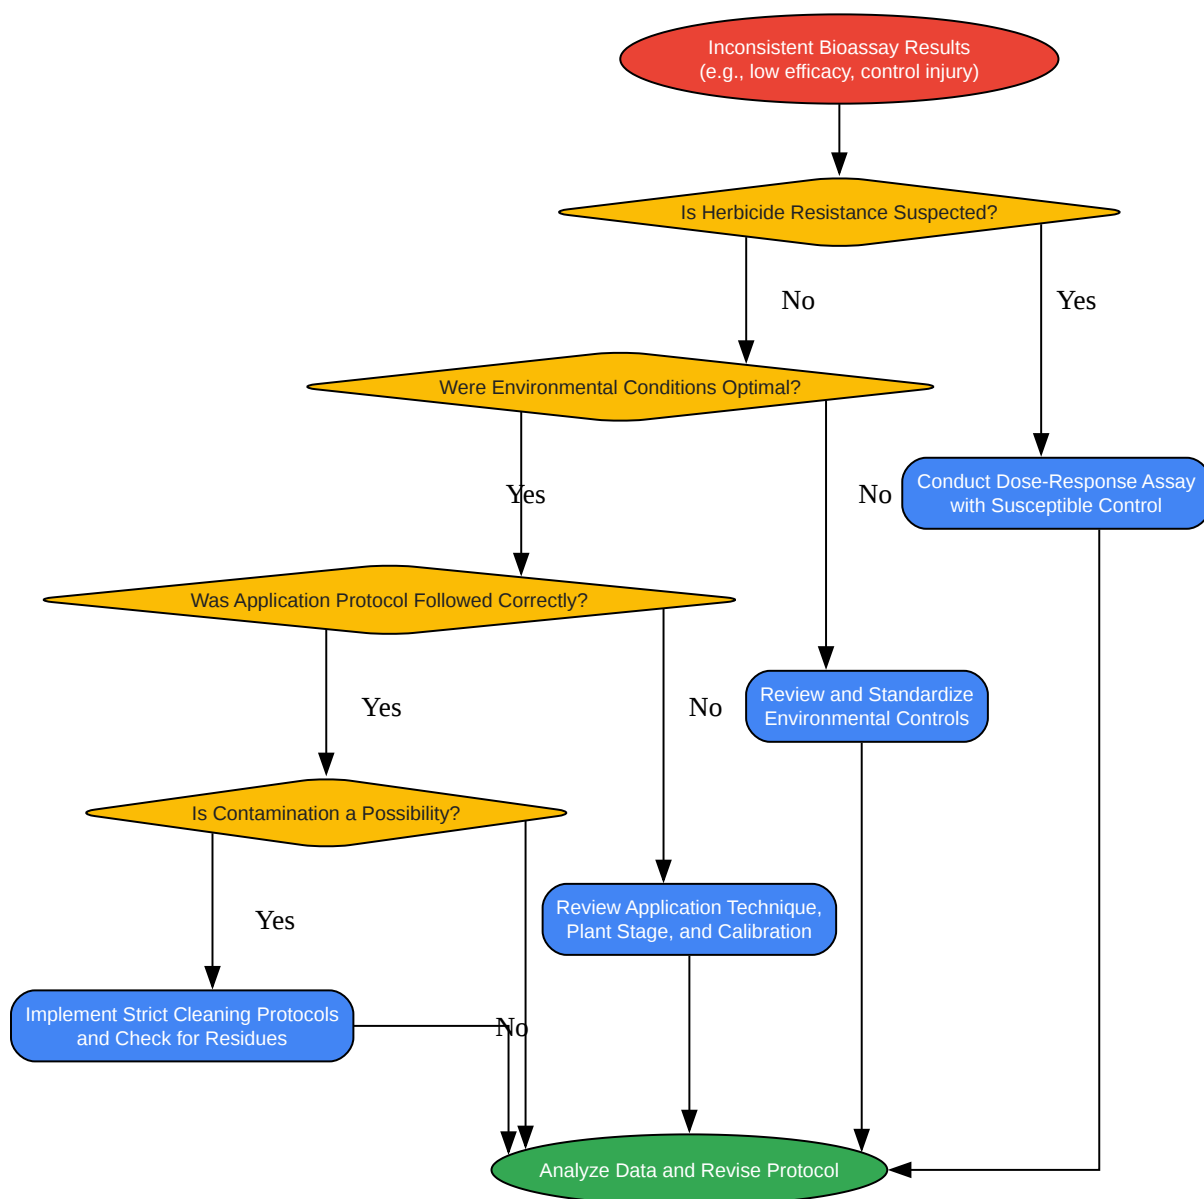 Inconsistent Bioassay Results
(e.g., low efficacy, control injury)
Is Herbicide Resistance Suspected?
No
Yes
Were Environmental Conditions Optimal?
Yes
No
Conduct Dose-Response Assay
with Susceptible Control
Was Application Protocol Followed Correctly?
Yes
No
Review and Standardize
Environmental Controls
Is Contamination a Possibility?
Yes
Review Application Technique,
Plant Stage, and Calibration
Implement Strict Cleaning Protocols
and Check for Residues
No
Analyze Data and Revise Protocol